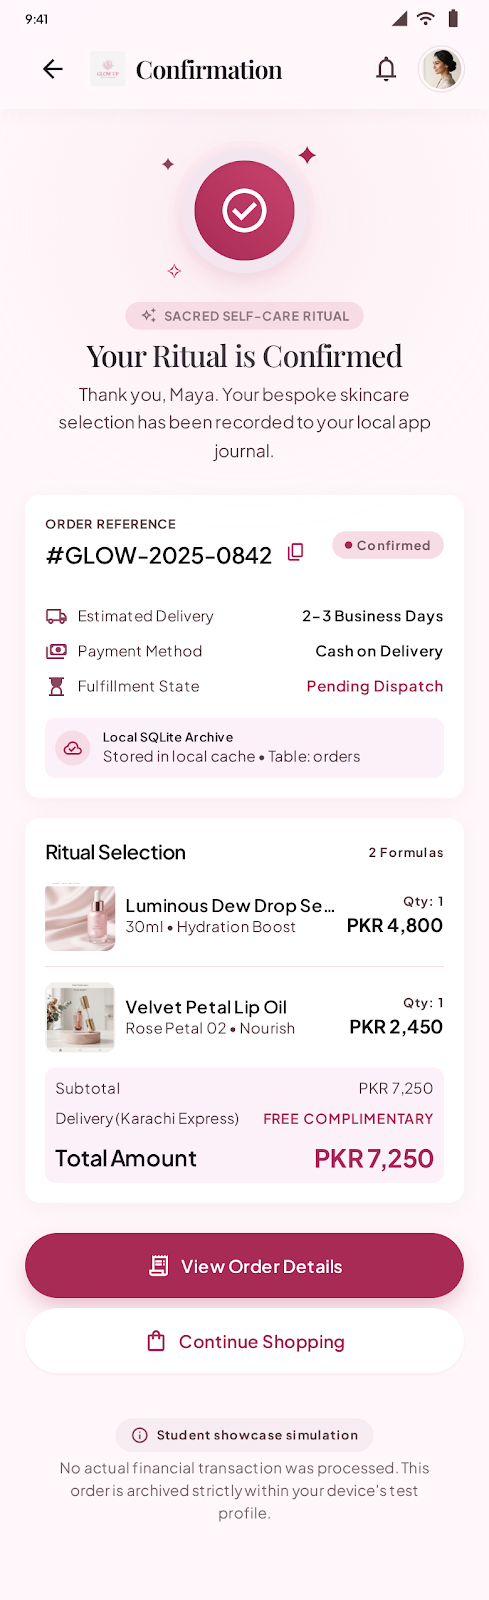 9:41
GLOW UP
Confirmation
SACRED SELF-CARE RITUAL
Your Ritual is Confirmed
Thank you, Maya. Your bespoke skincare
selection has been recorded to your local app
journal.
ORDER REFERENCE
#GLOW-2025-0842
Confirmed
Estimated Delivery
2–3 Business Days
Payment Method
Cash on Delivery
Fulfillment State
Pending Dispatch
Local SQLite Archive
Stored in local cache • Table: orders
Ritual Selection
2 Formulas
Luminous Dew Drop Se...
Qty: 1
30ml • Hydration Boost
PKR 4,800
Velvet Petal Lip Oil
Qty: 1
Rose Petal 02 • Nourish
PKR 2,450
Subtotal
PKR 7,250
Delivery (Karachi Express)
FREE COMPLIMENTARY
Total Amount
PKR 7,250
View Order Details
Continue Shopping
Student showcase simulation
No actual financial transaction was processed. This
order is archived strictly within your device's test
profile.